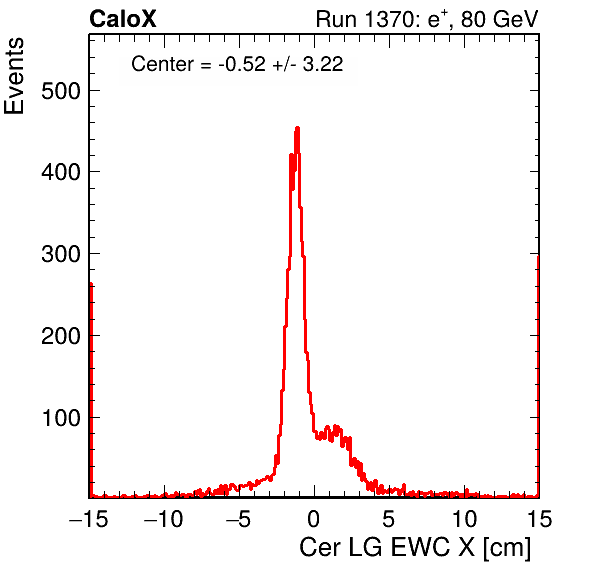 CaloX Run 1370: e⁺, 80 GeV
Center = -0.52 +/- 3.22
Events
500
400
300
200
100
−15 −10 −5 0 5 10 15
Cer LG EWC X [cm]